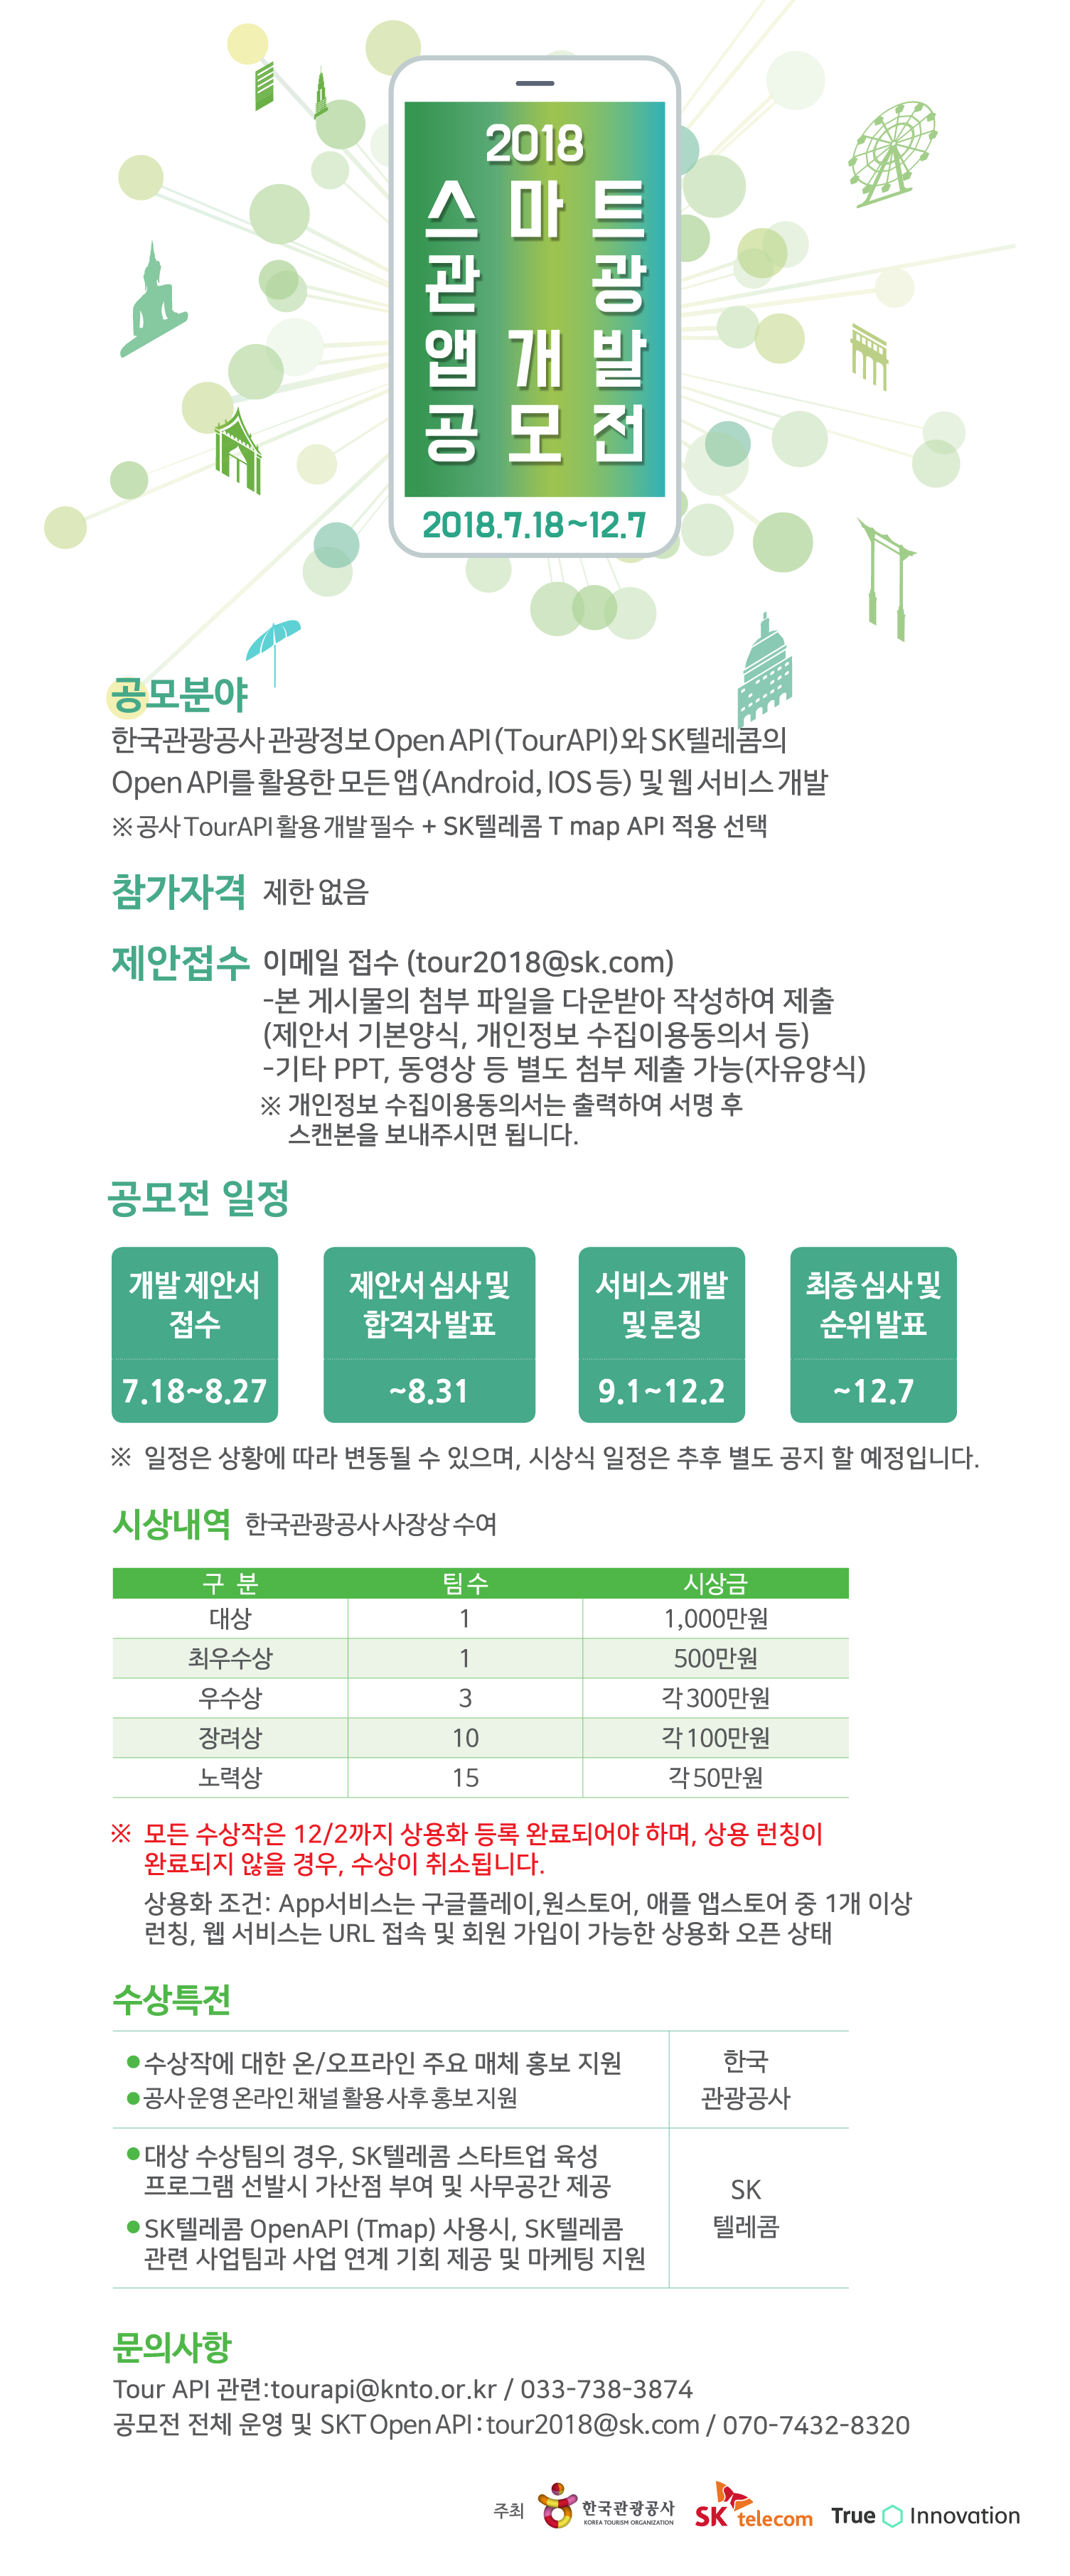 2018
스마트
관광
앱개발
공모전
2018.7.18~12.7
공모분야
한국관광공사 관광정보 Open API(TourAPI)와 SK텔레콤의
Open API를 활용한 모든 앱(Android, IOS 등) 및 웹 서비스 개발
※ 공사 TourAPI 활용 개발 필수 + SK텔레콤 T map API 적용 선택
참가자격 제한 없음
제안접수 이메일 접수 (tour2018@sk.com)
-본 게시물의 첨부 파일을 다운받아 작성하여 제출
(제안서 기본양식, 개인정보 수집이용동의서 등)
-기타 PPT, 동영상 등 별도 첨부 제출 가능(자유양식)
※ 개인정보 수집이용동의서는 출력하여 서명 후
스캔본을 보내주시면 됩니다.
공모전 일정
개발 제안서
접수
7.18~8.27
제안서 심사 및
합격자 발표
~8.31
서비스 개발
및 론칭
9.1~12.2
최종 심사 및
순위 발표
~12.7
※ 일정은 상황에 따라 변동될 수 있으며, 시상식 일정은 추후 별도 공지 할 예정입니다.
시상내역 한국관광공사 사장상 수여
구 분 팀 수 시상금
대상 1 1,000만원
최우수상 1 500만원
우수상 3 각 300만원
장려상 10 각 100만원
노력상 15 각 50만원
※ 모든 수상작은 12/2까지 상용화 등록 완료되어야 하며, 상용 런칭이
완료되지 않을 경우, 수상이 취소됩니다.
상용화 조건: App서비스는 구글플레이,원스토어, 애플 앱스토어 중 1개 이상
런칭, 웹 서비스는 URL 접속 및 회원 가입이 가능한 상용화 오픈 상태
수상특전
●수상작에 대한 온/오프라인 주요 매체 홍보 지원
●공사 운영 온라인 채널 활용 사후 홍보 지원
한국
관광공사
●대상 수상팀의 경우, SK텔레콤 스타트업 육성
프로그램 선발시 가산점 부여 및 사무공간 제공
●SK텔레콤 OpenAPI (Tmap) 사용시, SK텔레콤
관련 사업팀과 사업 연계 기회 제공 및 마케팅 지원
SK
텔레콤
문의사항
Tour API 관련:tourapi@knto.or.kr / 033-738-3874
공모전 전체 운영 및 SKT Open API : tour2018@sk.com / 070-7432-8320
주최 한국관광공사
KOREA TOURISM ORGANIZATION
SK telecom
True Innovation